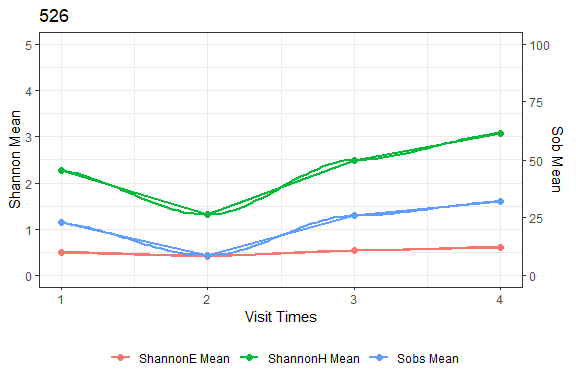 526
5
4
3
2
1
0
Shannon Mean
100
75
50
25
0
Sob Mean
1 2 3 4
Visit Times
ShannonE Mean ShannonH Mean Sobs Mean